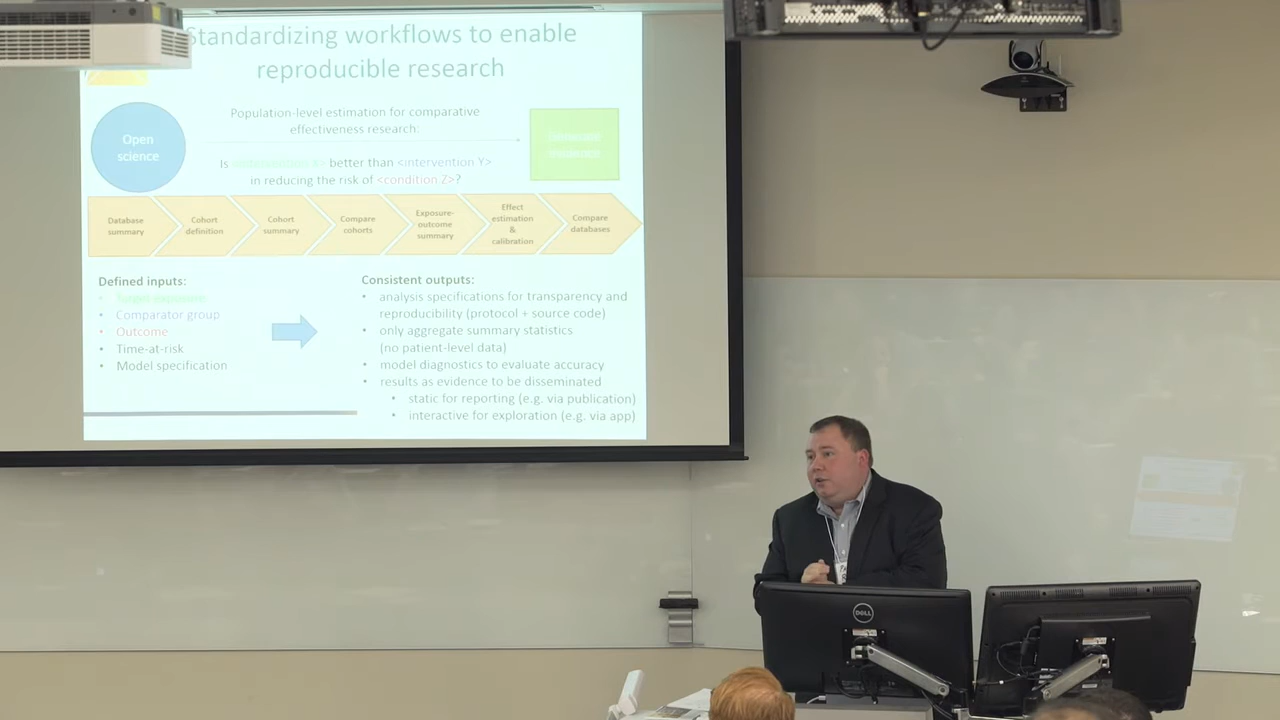 Standardizing workflows to enable
reproducible research
Open
science
Population-level estimation for comparative
effectiveness research:
Is better than <intervention Y>
in reducing the risk of <condition Z>?
Database
summary
Cohort
definition
Cohort
summary
Compare
cohorts
Exposure-
outcome
summary
Effect
estimation
&
calibration
Compare
databases
Defined inputs:
• Target exposure
• Comparator group
• Outcome
• Time-at-risk
• Model specification
Consistent outputs:
• analysis specifications for transparency and
reproducibility (protocol + source code)
• only aggregate summary statistics
(no patient-level data)
• model diagnostics to evaluate accuracy
• results as evidence to be disseminated
• static for reporting (e.g. via publication)
• interactive for exploration (e.g. via app)
DELL